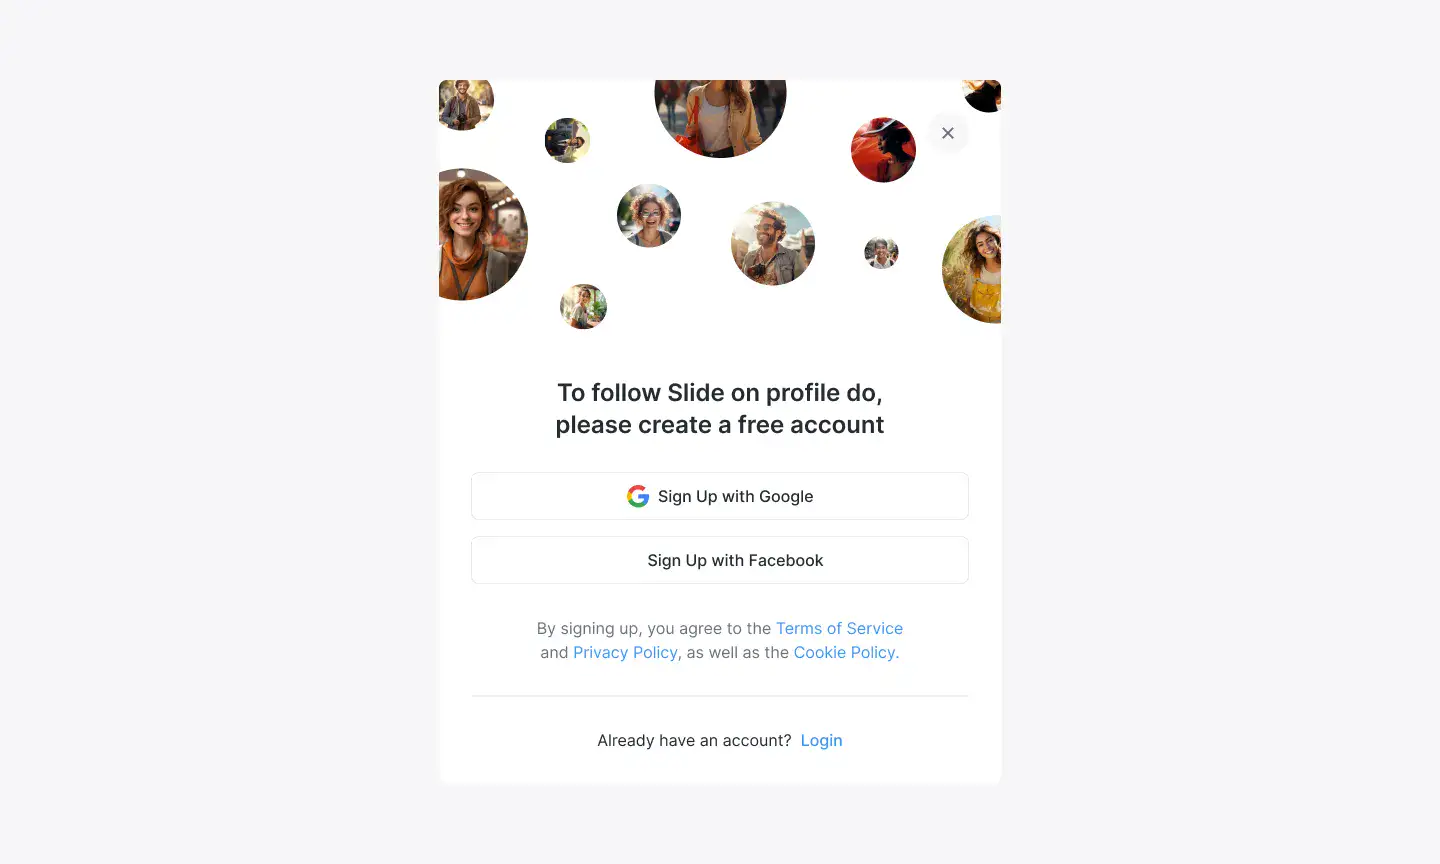 To follow Slide on profile do,
please create a free account
Sign Up with Google
Sign Up with Facebook
By signing up, you agree to the Terms of Service
and Privacy Policy, as well as the Cookie Policy.
Already have an account? Login